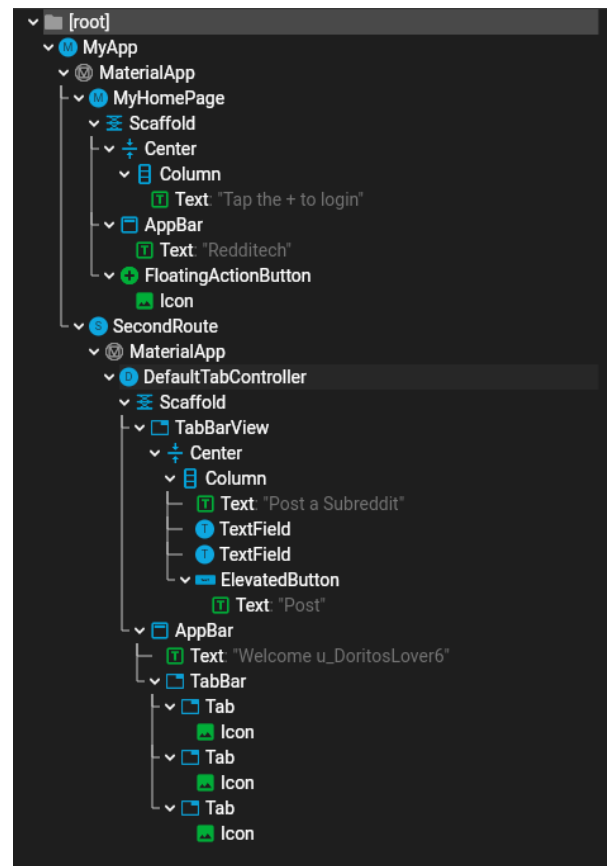 [root]
M MyApp
MaterialApp
M MyHomePage
Scaffold
Center
Column
T Text: "Tap the + to login"
AppBar
T Text: "Redditech"
FloatingActionButton
Icon
S SecondRoute
MaterialApp
D DefaultTabController
Scaffold
TabBarView
Center
Column
T Text: "Post a Subreddit"
T TextField
T TextField
ElevatedButton
T Text: "Post"
AppBar
T Text: "Welcome u_DoritosLover6"
TabBar
Tab
Icon
Tab
Icon
Tab
Icon